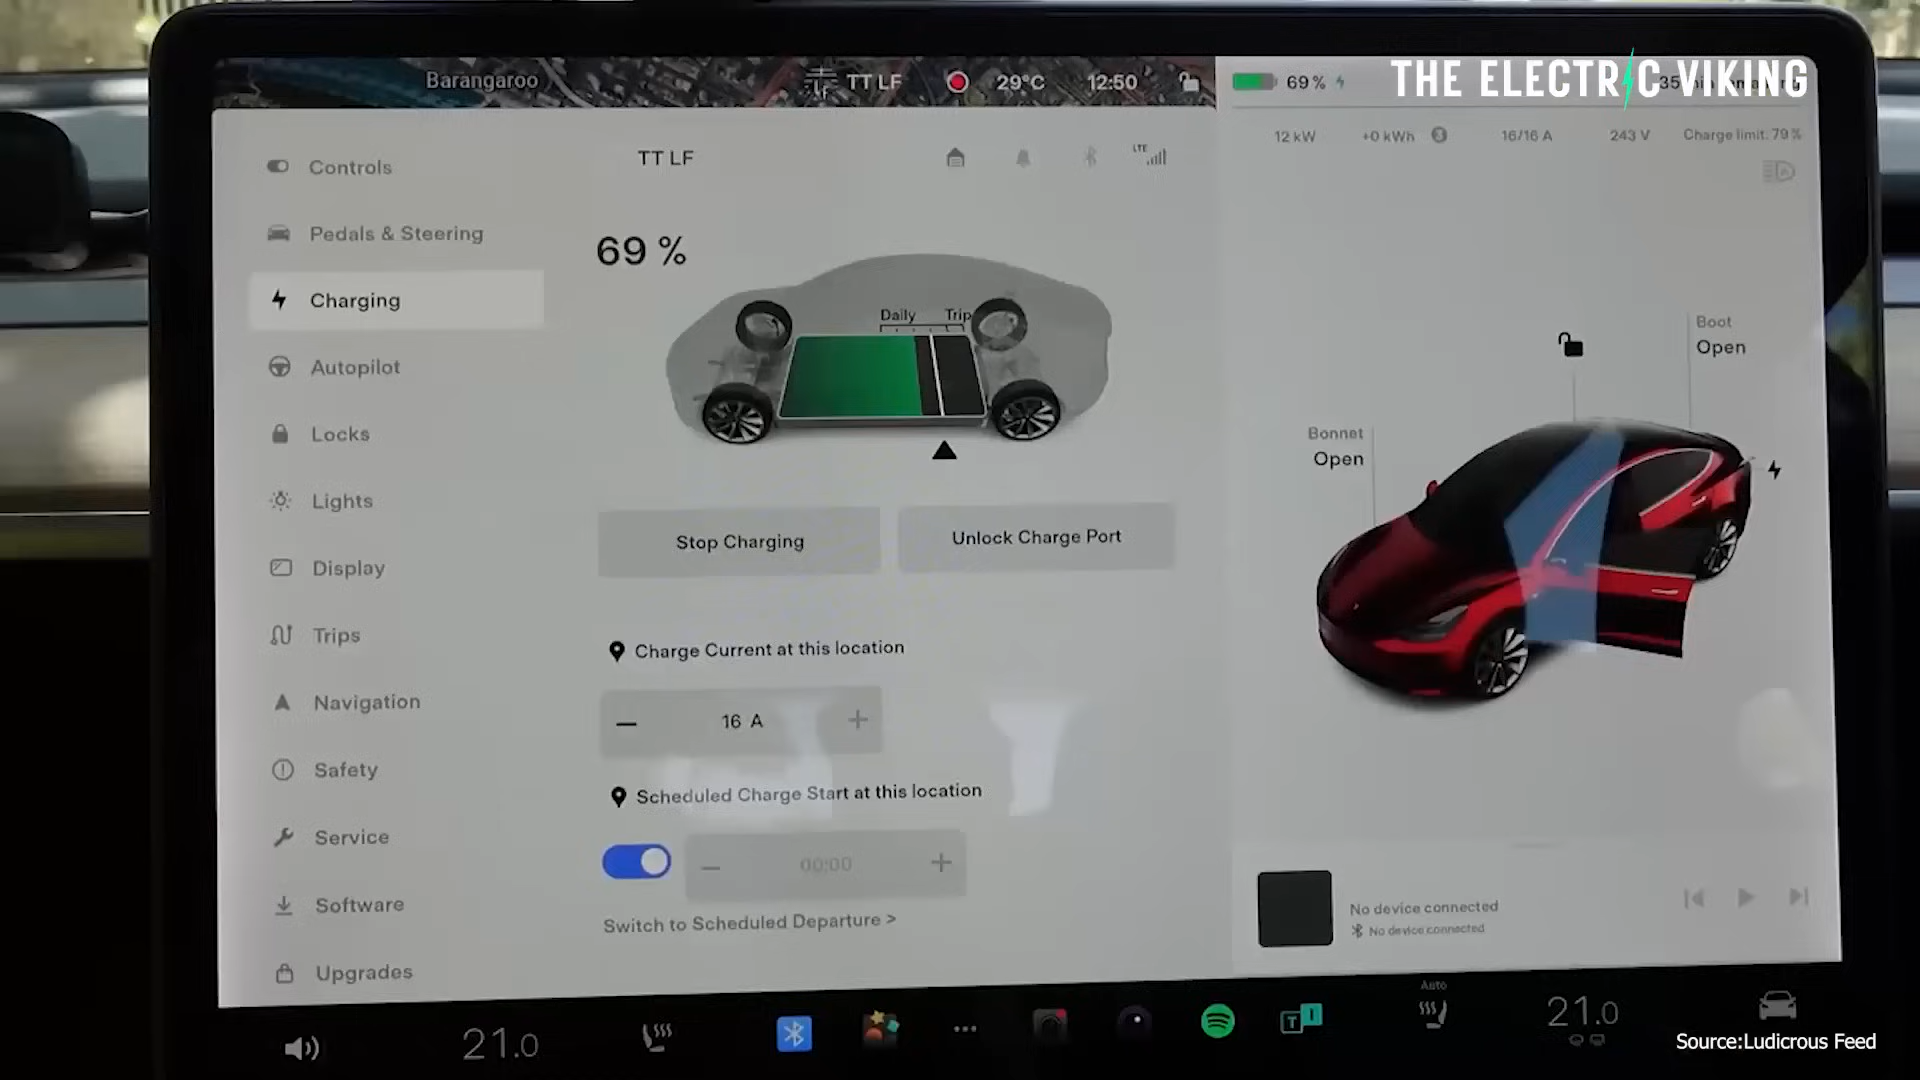 Barangaroo
TT LF
29°C
12:50
69 %
THE ELECTRIC VIKING
12 kW
+0 kWh
3
16/16 A
243 V
Charge limit: 79 %
Controls
Pedals & Steering
Charging
Autopilot
Locks
Lights
Display
Trips
Navigation
Safety
Service
Software
Upgrades
TT LF
LTE
69 %
Daily
Trip
Stop Charging
Unlock Charge Port
Charge Current at this location
16 A
Scheduled Charge Start at this location
00:00
Switch to Scheduled Departure >
Boot
Open
Bonnet
Open
No device connected
No device connected
21.0
Auto
21.0
Source:Ludicrous Feed